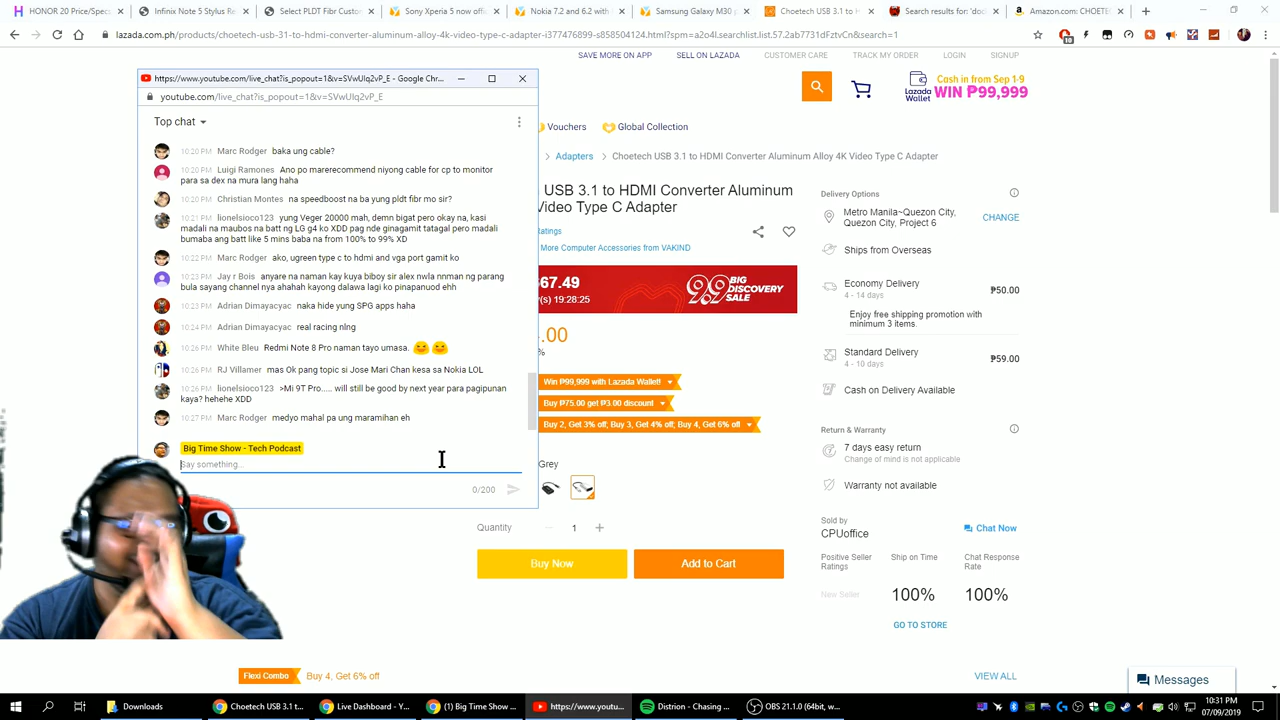 HONOR 20 Price/Spec
Infinix Note 5 Stylus Re
Select PLDT Fibr Custom
Sony Xperia 5 now offi
Nokia 7.2 and 6.2 with
Samsung Galaxy M30 p
Choetech USB 3.1 to H
Search results for: 'doc
Amazon.com: CHOETE
lazada.com.ph/products/choetech-usb-31-to-hdmi-converter-aluminum-alloy-4k-video-type-c-adapter-i377476899-s858504124.html?spm=a2o4l.searchlist.list.57.2ab7731dFztvCn&search=1
SAVE MORE ON APP
SELL ON LAZADA
CUSTOMER CARE
TRACK MY ORDER
LOGIN
SIGNUP
https://www.youtube.com/live_chat?is_popout=1&v=SVwUIq2vP_E - Google Chr...
youtube.com/live_chat?is_popout=1&v=SVwUIq2vP_E
Lazada
Wallet
Cash in from Sep 1-9
WIN ₱99,999
Vouchers
Global Collection
Adapters > Choetech USB 3.1 to HDMI Converter Aluminum Alloy 4K Video Type C Adapter
Top chat
10:20 PM Marc Rodger baka ung cable?
10:20 PM Luigi Ramones Ano po marerecommend niyong cable for cp to monitor
para sa dex na mura lang haha
10:20 PM Christian Montes na speedboost na ba yung pldt fibr mo sir?
10:21 PM lionelsioco123 yung Veger 20000 mah, demn bigat pero okay na, kasi
madali na mubos na batt ng LG G7 ko XDD pag nde ginagamit tatagal pero madali
bumaba ang batt like 5 mins baba na c from 100% to 99% XD
10:22 PM Marc Rodger ako, ugreen type c to hdmi and vga port gamit ko
10:23 PM Jay r Bois anyare na naman kay kuya biboy sir alex nwla nnman ng parang
bula sayang channel nya ahahah kayong dalawa lagi ko pinapanuod ehh
10:23 PM Adrian Dimayacyac naka hide yung SPG apps haha
10:24 PM Adrian Dimayacyac real racing nlng
10:26 PM White Bleu Redmi Note 8 Pro naman tayo umasa.
10:26 PM RJ Villamer mas Ok pang topic si Jose Mari Chan kesa sa Nokia LOL
10:26 PM lionelsioco123 >Mi 9T Pro..... will still be good by next year para pagipunan
kaya? hehehe XDD
10:27 PM Marc Rodger medyo mahal pa ung maramihan eh
Big Time Show - Tech Podcast
Say something...
0/200
USB 3.1 to HDMI Converter Aluminum
Video Type C Adapter
Ratings
More Computer Accessories from VAKIND
67.49
(s) 19:28:25
9.9
BIG
DISCOVERY
SALE
.00
%
Win ₱99,999 with Lazada Wallet!
Buy ₱75.00 get ₱3.00 discount
Buy 2, Get 3% off; Buy 3, Get 4% off; Buy 4, Get 6% off
Grey
Quantity
1
Buy Now
Add to Cart
Delivery Options
Metro Manila~Quezon City,
Quezon City, Project 6
CHANGE
Ships from Overseas
Economy Delivery
4 - 14 days
₱50.00
Enjoy free shipping promotion with
minimum 3 items.
Standard Delivery
4 - 10 days
₱59.00
Cash on Delivery Available
Return & Warranty
7 days easy return
Change of mind is not applicable
Warranty not available
Sold by
CPUoffice
Chat Now
Positive Seller
Ratings
Ship on Time
Chat Response
Rate
New Seller
100%
100%
GO TO STORE
Flexi Combo
Buy 4, Get 6% off
VIEW ALL
Messages
Downloads
Choetech USB 3.1 t...
Live Dashboard - Y...
(1) Big Time Show ...
https://www.youtu...
Distrion - Chasing ...
OBS 21.1.0 (64bit, w...
10:31 PM
07/09/2019